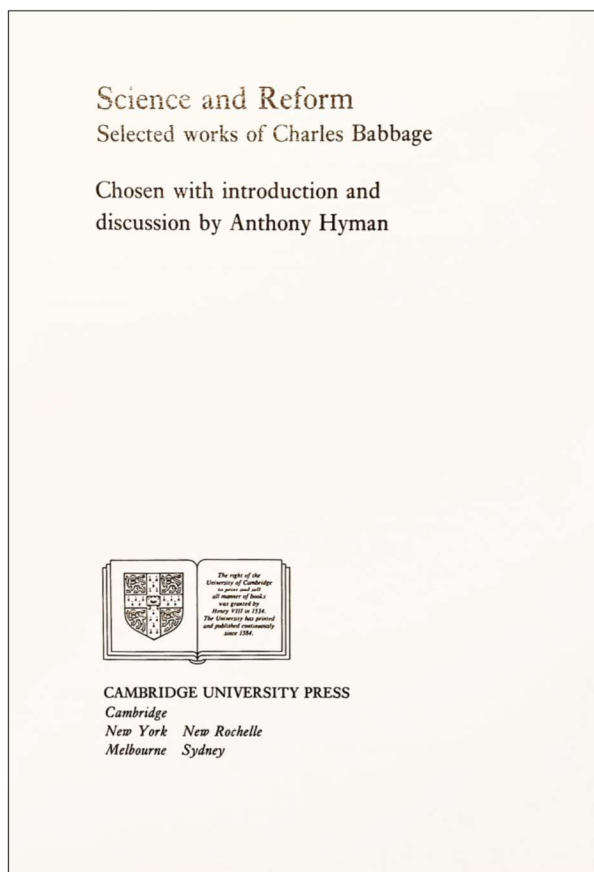 Science and Reform
Selected works of Charles Babbage
Chosen with introduction and
discussion by Anthony Hyman
The right of the
University of Cambridge
to print and sell
all manner of books
was granted by
Henry VIII in 1534.
The University has printed
and published continuously
since 1584.
CAMBRIDGE UNIVERSITY PRESS
Cambridge
New York New Rochelle
Melbourne Sydney